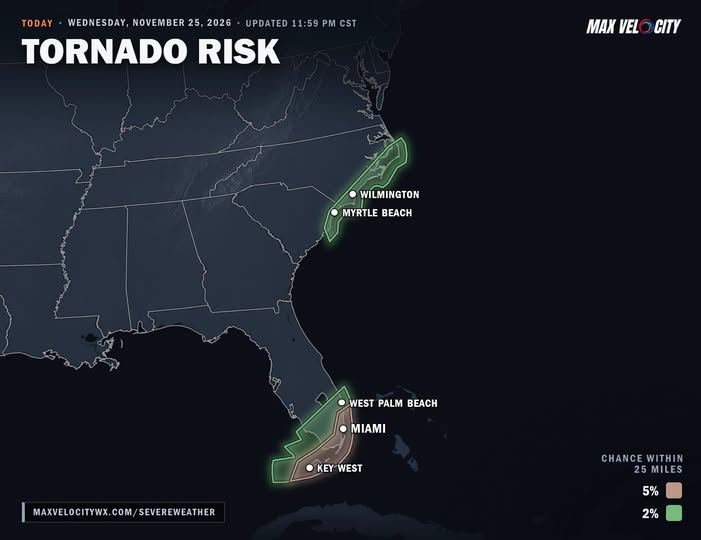 TODAY • WEDNESDAY, NOVEMBER 25, 2026 • UPDATED 11:59 PM CST
MAX VELOCITY
TORNADO RISK
WILMINGTON
MYRTLE BEACH
WEST PALM BEACH
MIAMI
KEY WEST
CHANCE WITHIN
25 MILES
5%
2%
MAXVELOCITYWX.COM/SEVEREWEATHER